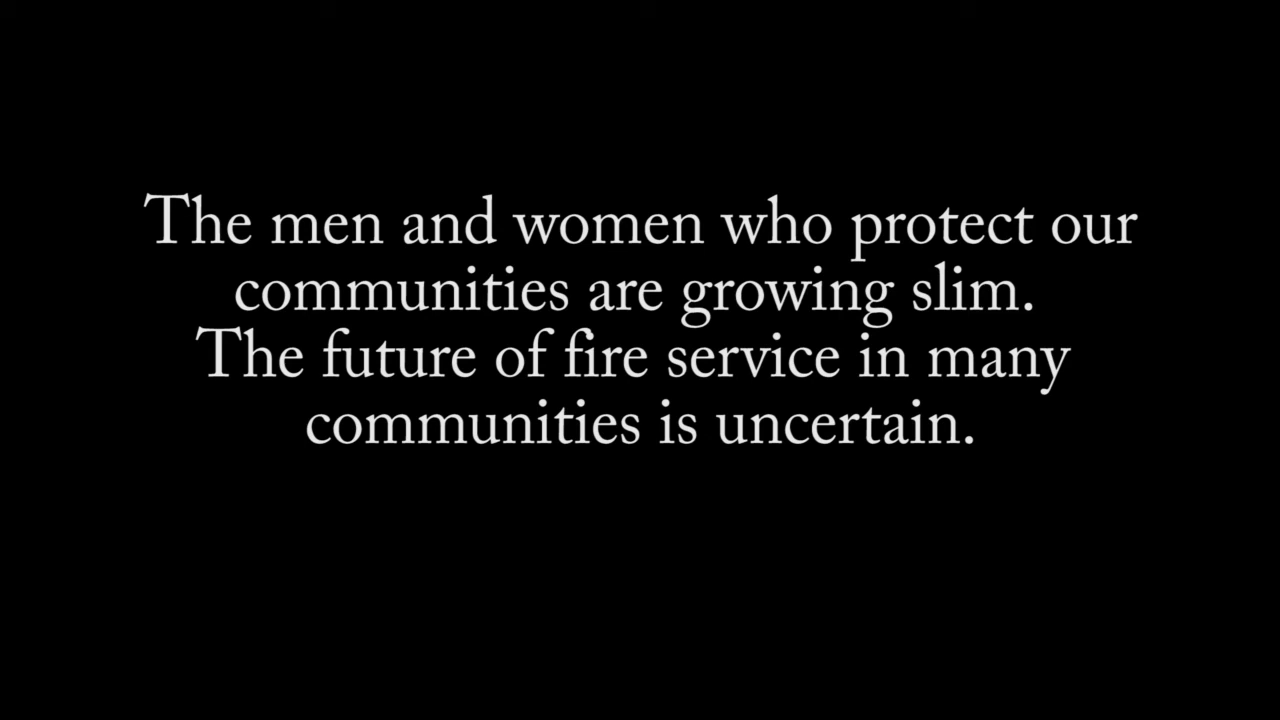 The men and women who protect our
communities are growing slim.
The future of fire service in many
communities is uncertain.